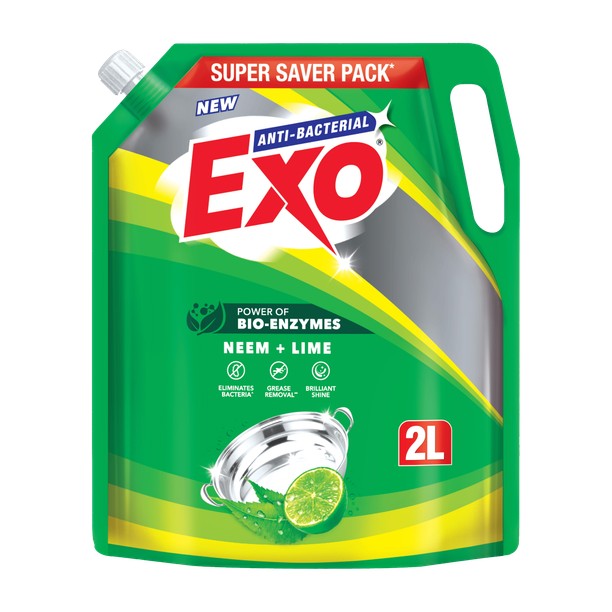 SUPER SAVER PACK*
NEW
ANTI-BACTERIAL
EXO®
POWER OF
BIO-ENZYMES
NEEM + LIME
ELIMINATES
BACTERIA*
GREASE
REMOVAL**
BRILLIANT
SHINE
2L